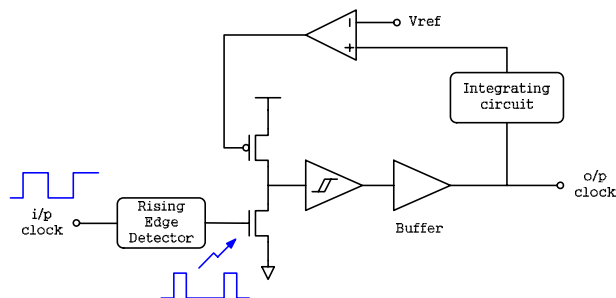 Vref
Integrating
circuit
o/p
clock
i/p
clock
Rising
Edge
Detector
Buffer